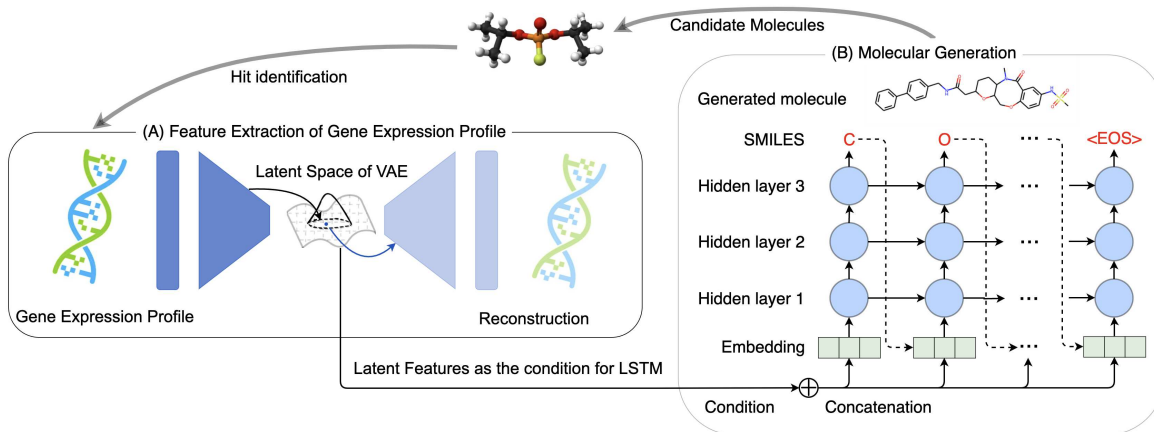 Candidate Molecules
Hit identification
(B) Molecular Generation
Generated molecule
(A) Feature Extraction of Gene Expression Profile
Latent Space of VAE
Gene Expression Profile
Reconstruction
SMILES C O ... <EOS>
Hidden layer 3 ...
Hidden layer 2 ...
Hidden layer 1 ...
Embedding ...
Latent Features as the condition for LSTM
Condition Concatenation